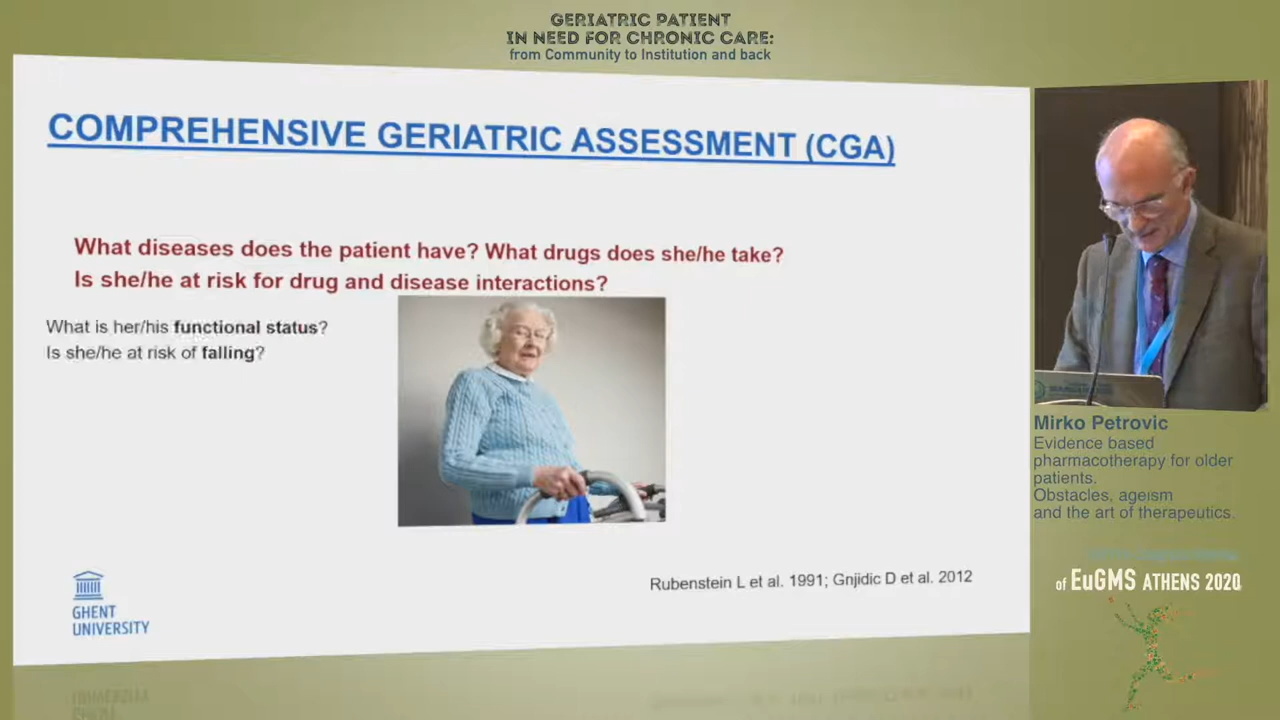 GERIATRIC PATIENT
IN NEED FOR CHRONIC CARE:
from Community to Institution and back
COMPREHENSIVE GERIATRIC ASSESSMENT (CGA)
What diseases does the patient have? What drugs does she/he take?
Is she/he at risk for drug and disease interactions?
What is her/his functional status?
Is she/he at risk of falling?
Rubenstein L et al. 1991; Gnjidic D et al. 2012
GHENT
UNIVERSITY
Mirko Petrovic
Evidence based
pharmacotherapy for older
patients.
Obstacles, ageism
and the art of therapeutics.
of EuGMS ATHENS 2020